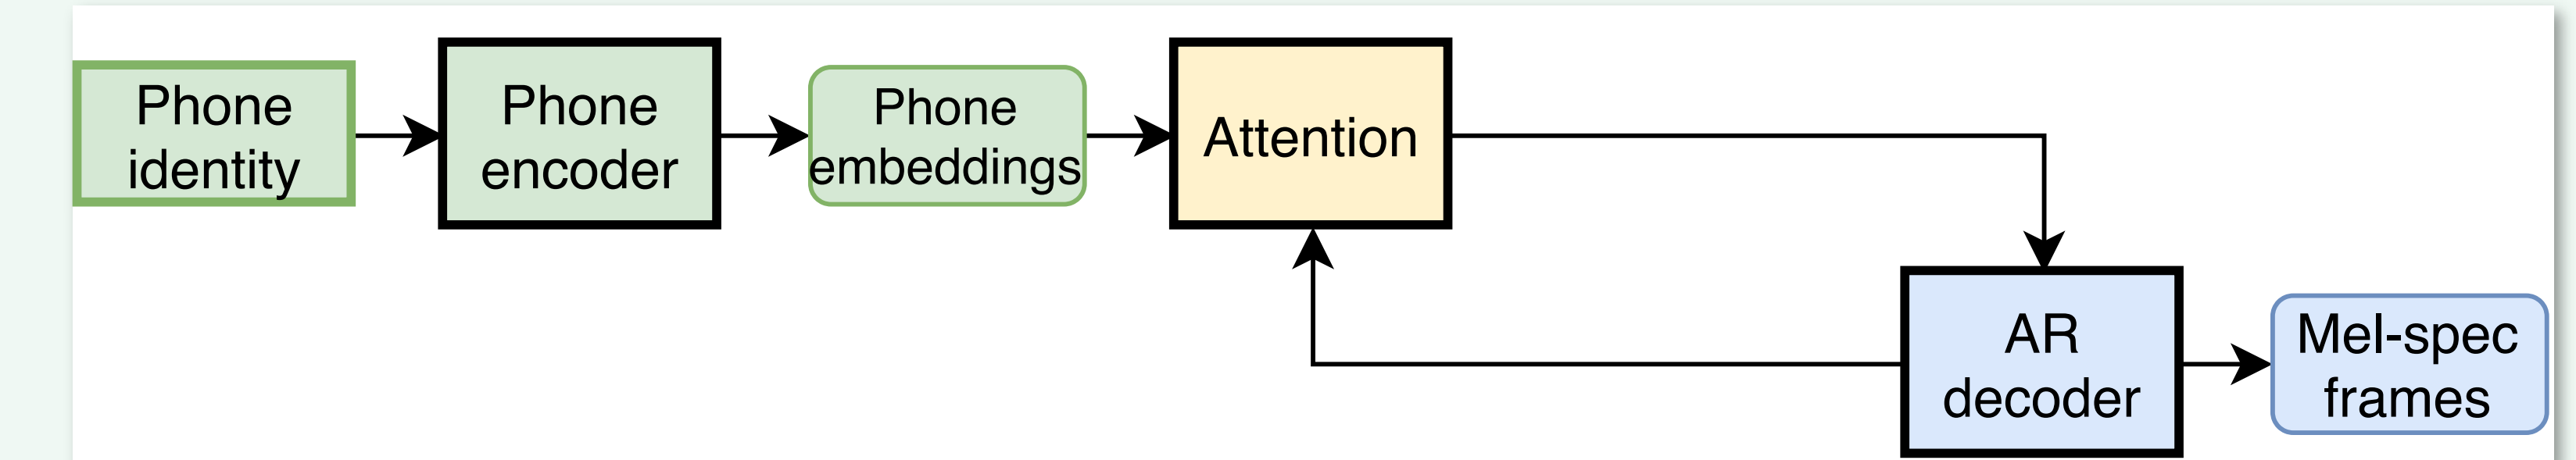 Phone
identity
Phone
encoder
Phone
embeddings
Attention
AR
decoder
Mel-spec
frames